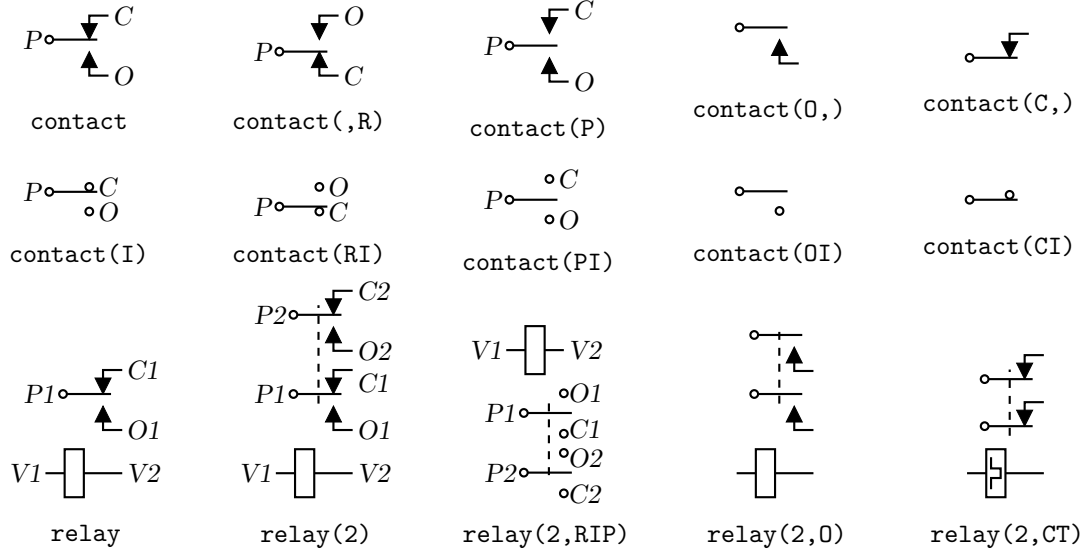 C O C
P P P
O C O
contact contact(,R) contact(P) contact(O,) contact(C,)
C O C
P P P
O C O
contact(I) contact(RI) contact(PI) contact(OI) contact(CI)
C2
P2
O2
V1 V2
C1 C1 O1
P1 P1 P1
C1
O1 O1 O2
V1 V2 V1 V2 P2
C2
relay relay(2) relay(2,RIP) relay(2,O) relay(2,CT)